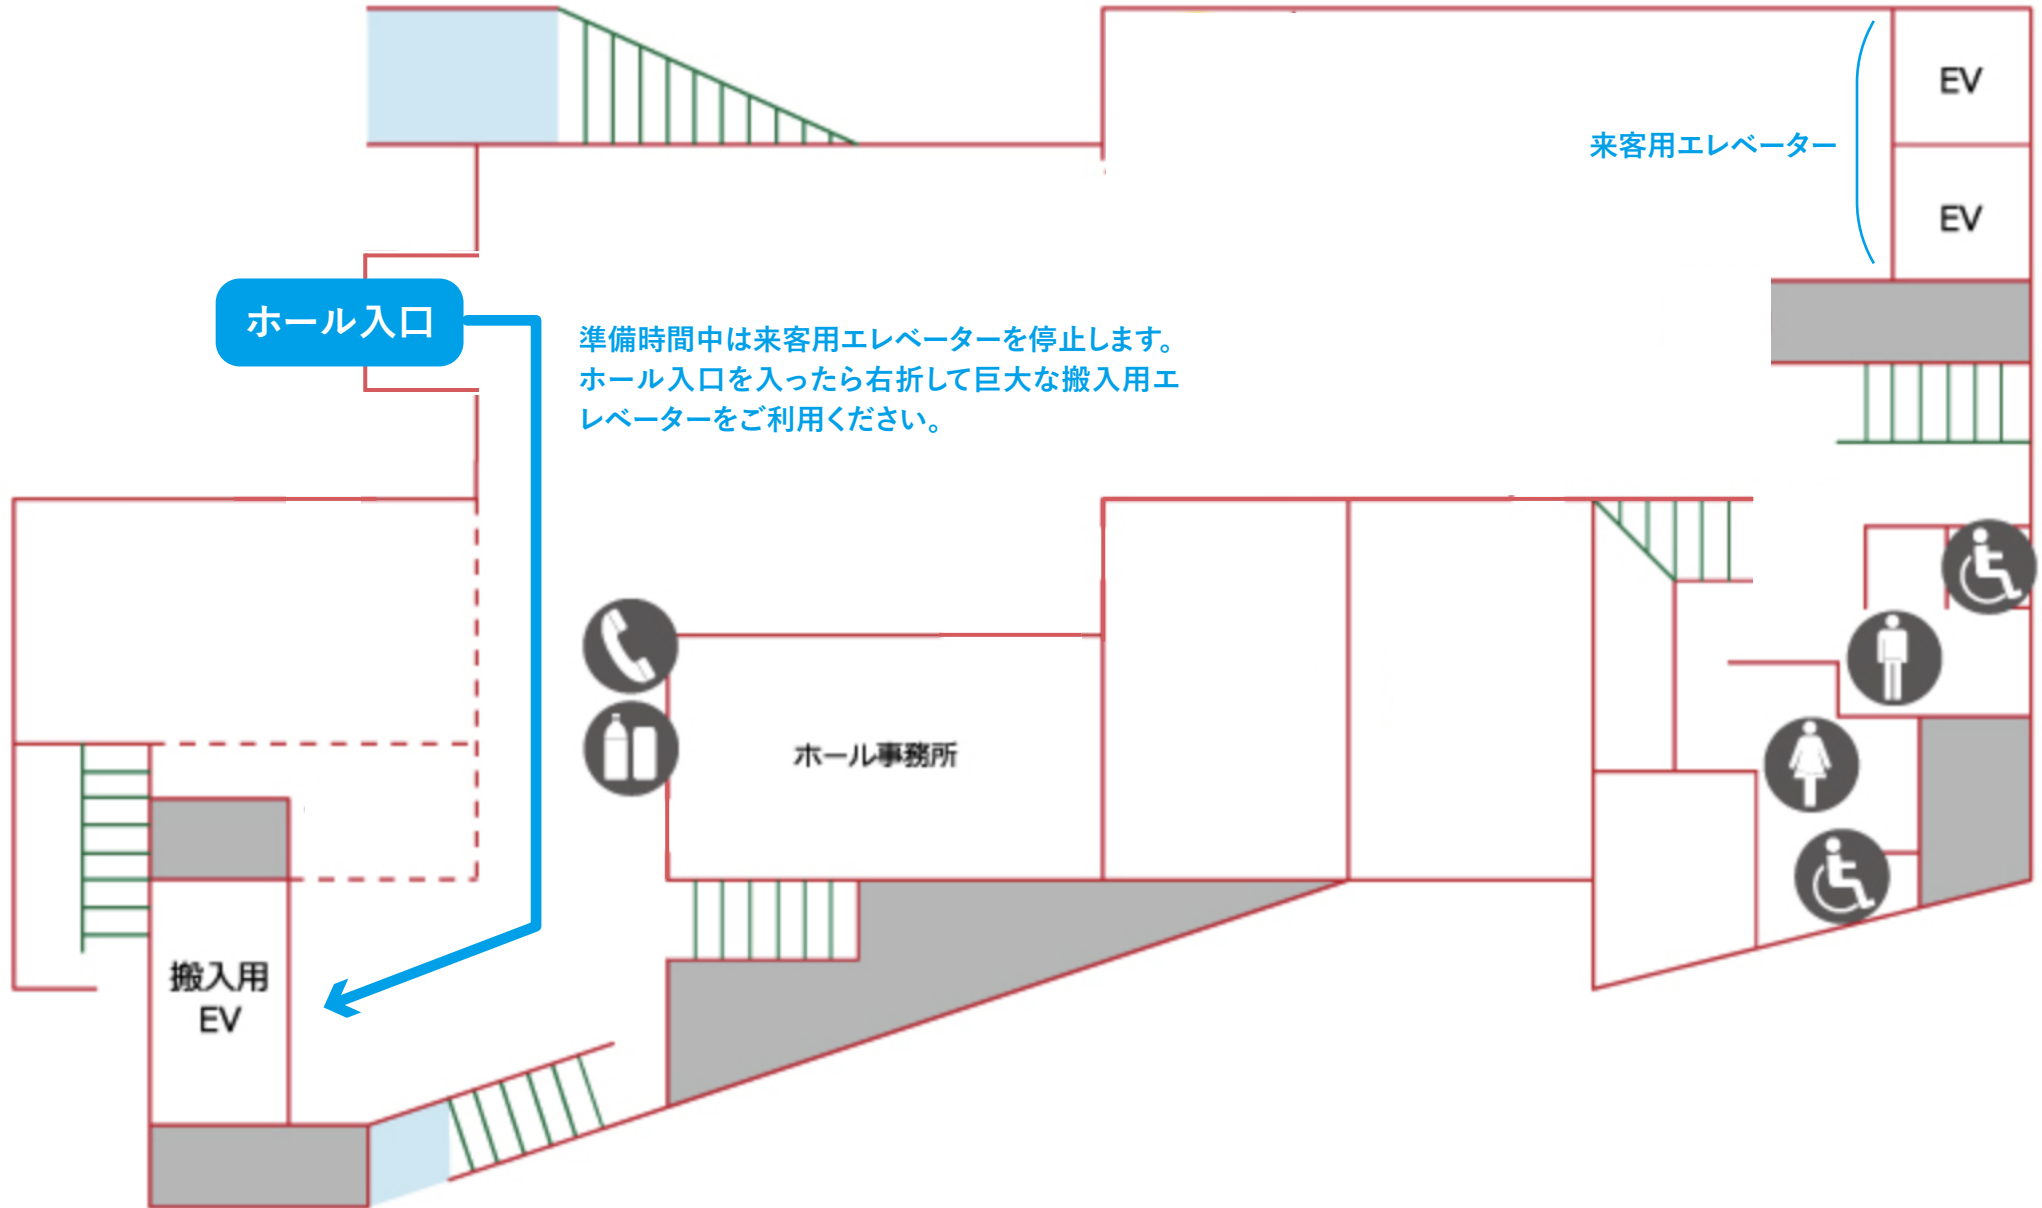 EV
来客用エレベーター
EV
ホール入口
準備時間中は来客用エレベーターを停止します。
ホール入口を入ったら右折して巨大な搬入用エ
レベーターをご利用ください。
ホール事務所
搬入用
EV